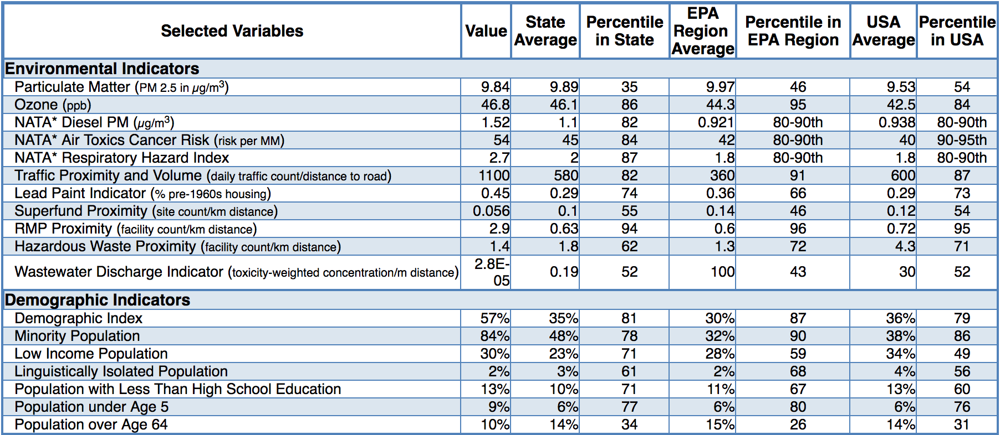 Selected Variables Value State Average Percentile in State EPA Region Average Percentile in EPA Region USA Average Percentile in USA
Environmental Indicators
Particulate Matter (PM 2.5 in µg/m³) 9.84 9.89 35 9.97 46 9.53 54
Ozone (ppb) 46.8 46.1 86 44.3 95 42.5 84
NATA* Diesel PM (µg/m³) 1.52 1.1 82 0.921 80-90th 0.938 80-90th
NATA* Air Toxics Cancer Risk (risk per MM) 54 45 84 42 80-90th 40 90-95th
NATA* Respiratory Hazard Index 2.7 2 87 1.8 80-90th 1.8 80-90th
Traffic Proximity and Volume (daily traffic count/distance to road) 1100 580 82 360 91 600 87
Lead Paint Indicator (% pre-1960s housing) 0.45 0.29 74 0.36 66 0.29 73
Superfund Proximity (site count/km distance) 0.056 0.1 55 0.14 46 0.12 54
RMP Proximity (facility count/km distance) 2.9 0.63 94 0.6 96 0.72 95
Hazardous Waste Proximity (facility count/km distance) 1.4 1.8 62 1.3 72 4.3 71
Wastewater Discharge Indicator (toxicity-weighted concentration/m distance) 2.8E-05 0.19 52 100 43 30 52
Demographic Indicators
Demographic Index 57% 35% 81 30% 87 36% 79
Minority Population 84% 48% 78 32% 90 38% 86
Low Income Population 30% 23% 71 28% 59 34% 49
Linguistically Isolated Population 2% 3% 61 2% 68 4% 56
Population with Less Than High School Education 13% 10% 71 11% 67 13% 60
Population under Age 5 9% 6% 77 6% 80 6% 76
Population over Age 64 10% 14% 34 15% 26 14% 31